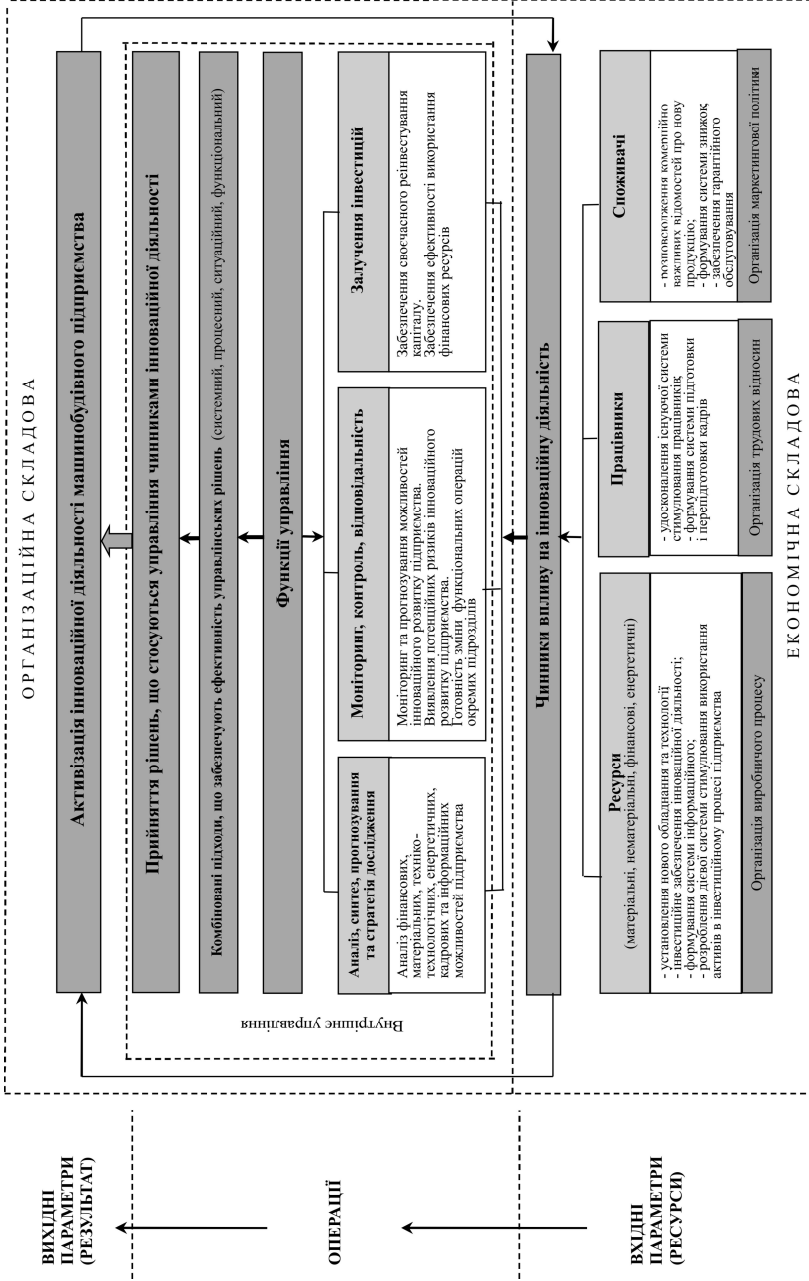 ОРГАНІЗАЦІЙНА СКЛАДОВА
Активізація інноваційної діяльності машинобудівного підприємства
Прийняття рішень, що стосуються управління чинниками інноваційної діяльності
Комбіновані підходи, що забезпечують ефективність управлінських рішень (системний, процесний, ситуаційний, функціональний)
Функції управління
Внутрішнє управління
Аналіз, синтез, прогнозування
та стратегія дослідження
Аналіз фінансових,
матеріальних, техніко-
технологічних, енергетичних,
кадрових та інформаційних
можливостей підприємства
Моніторинг, контроль, відповідальність
Моніторинг та прогнозування можливостей
інноваційного розвитку підприємства.
Виявлення потенційних ризиків інноваційного
розвитку підприємства.
Готовність зміни функціональних операцій
окремих підрозділів
Залучення інвестицій
Забезпечення своєчасного реінвестування
капіталу.
Забезпечення ефективності використання
фінансових ресурсів
Чинники впливу на інноваційну діяльність
Ресурси
(матеріальні, нематеріальні, фінансові, енергетичні)
- установлення нового обладнання та технології
- інвестиційне забезпечення інноваційної діяльності;
- формування системи інформаційного;
- розроблення дієвої системи стимулювання використання
активів в інвестиційному процесі підприємства
Організація виробничого процесу
Працівники
- удосконалення існуючої системи
стимулювання працівників;
- формування системи підготовки
і перепідготовки кадрів
Організація трудових відносин
Споживачі
- розповсюдження комерційно
важливих відомостей про нову
продукцію;
- формування системи знижок;
- забезпечення гарантійного
обслуговування
Організація маркетингової політики
ЕКОНОМІЧНА СКЛАДОВА
ВИХІДНІ
ПАРАМЕТРИ
(РЕЗУЛЬТАТ)
ОПЕРАЦІЇ
ВХІДНІ
ПАРАМЕТРИ
(РЕСУРСИ)